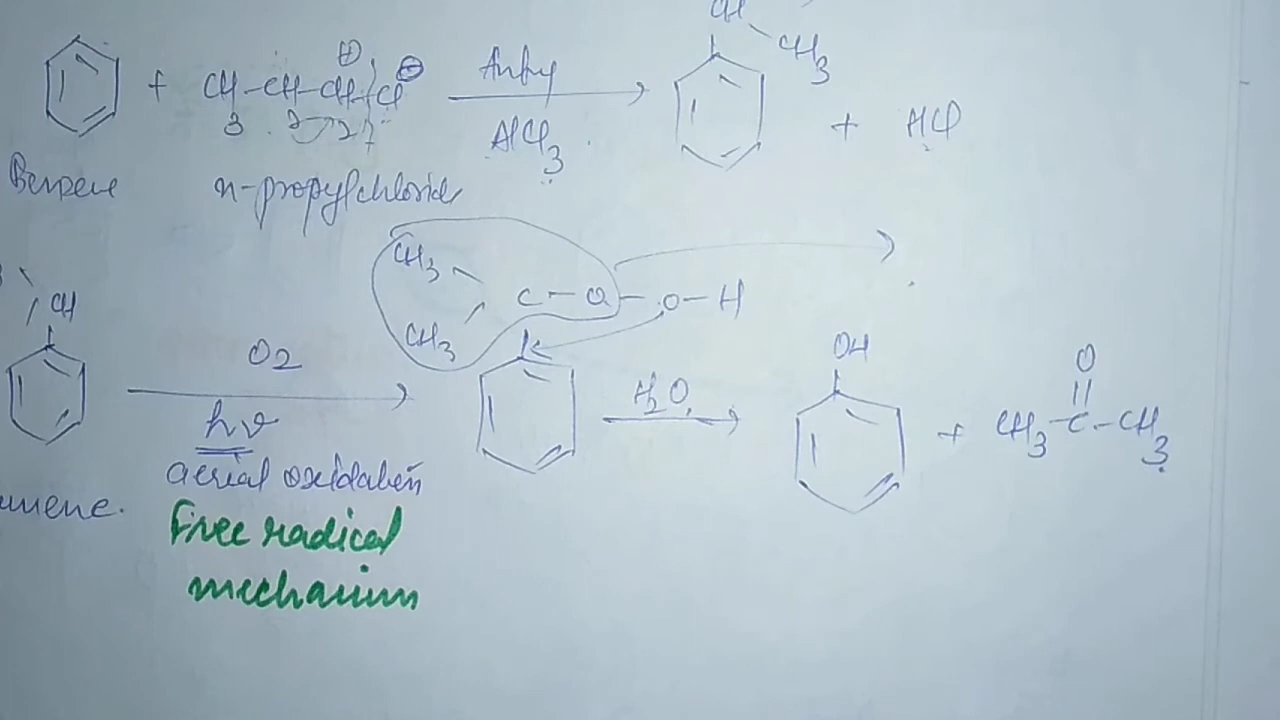 CH
CH3
+ CH3-CH2-CH2 ⊕ Cl ⊖ Anhy AlCl3 + HCl
Benzene n-propylchloride
CH3
C - O - O - H
CH3
CH
O2
hν
H2O
OH + CH3-C-CH3
O
aerial oxidation
umene.
Free radical
mechanism